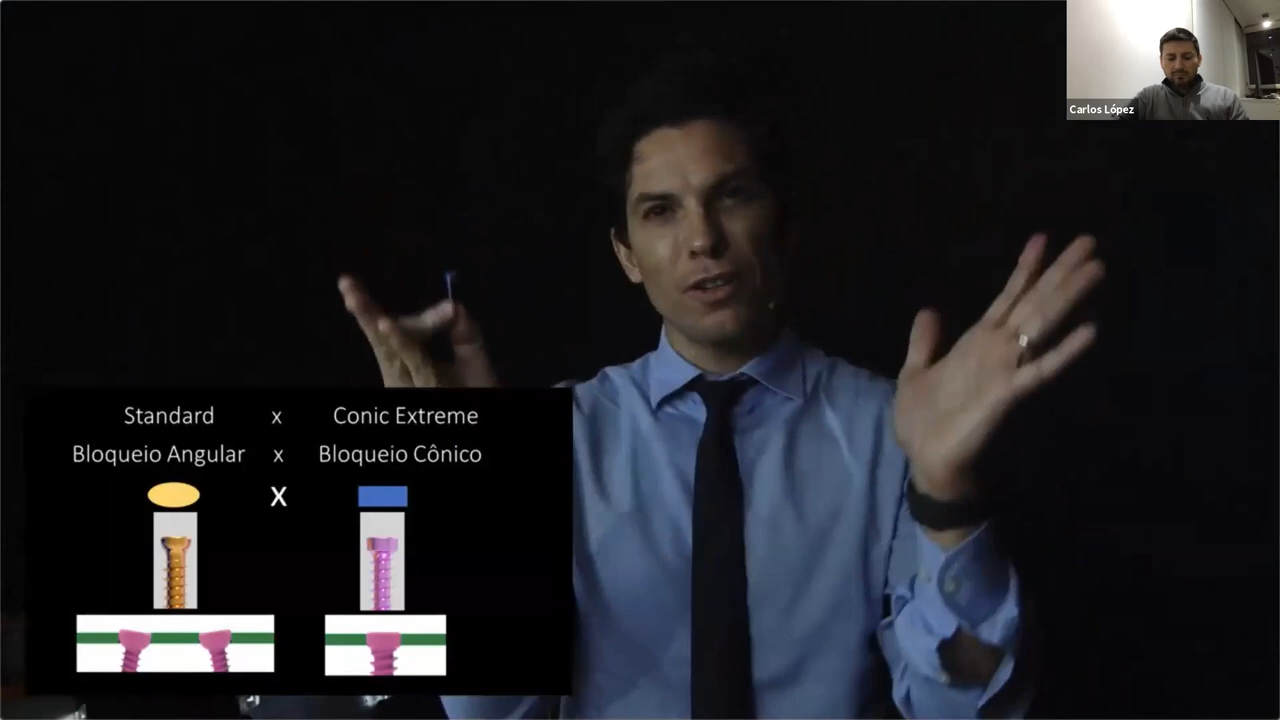 Carlos López
Standard x Conic Extreme
Bloqueio Angular x Bloqueio Cônico
X